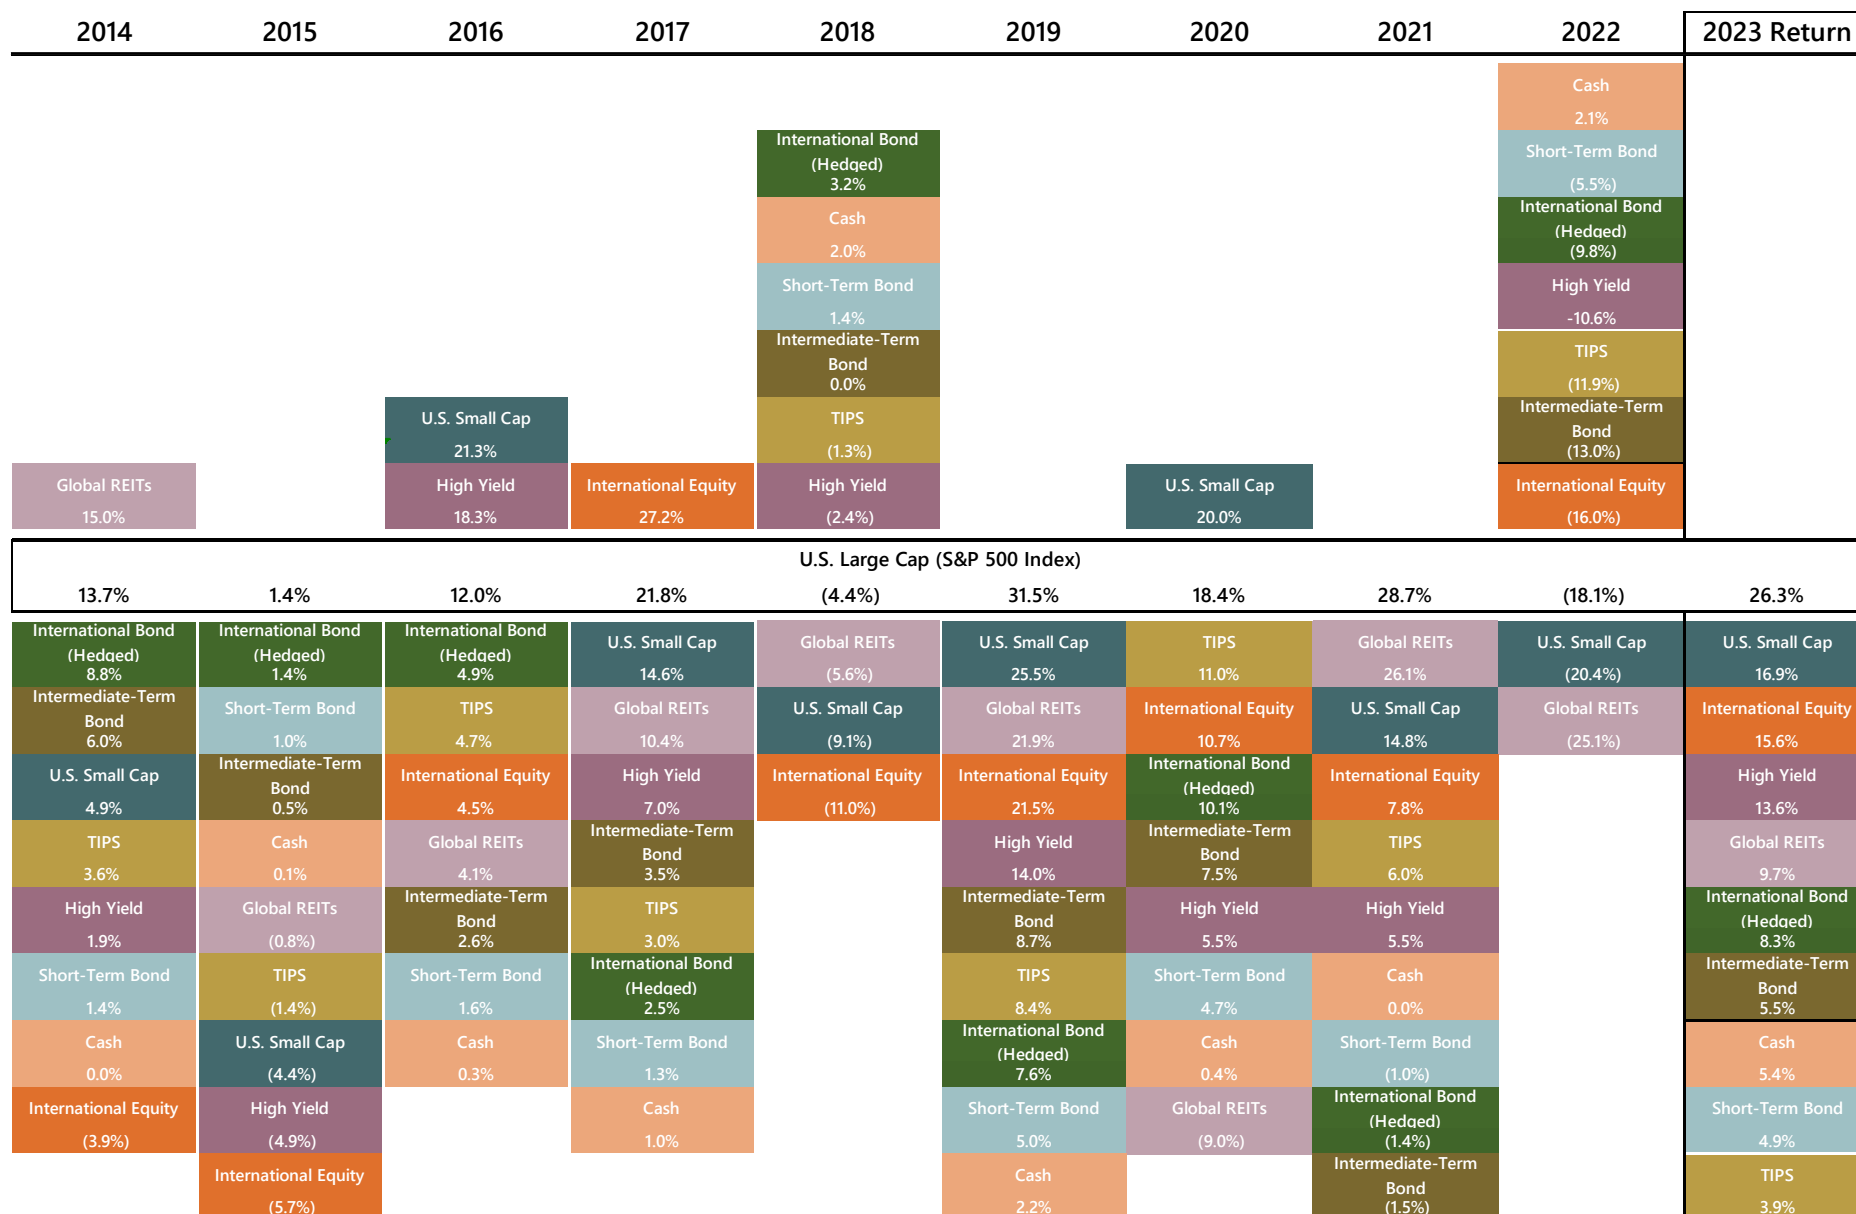 2014 2015 2016 2017 2018 2019 2020 2021 2022 2023 Return
Cash
2.1%
International Bond Short-Term Bond
(Hedged)
3.2% (5.5%)
Cash International Bond
(Hedged)
2.0% (9.8%)
Short-Term Bond High Yield
1.4% -10.6%
Intermediate-Term TIPS
Bond
0.0% (11.9%)
U.S. Small Cap TIPS Intermediate-Term
Bond
21.3% (1.3%) (13.0%)
Global REITs High Yield International Equity High Yield U.S. Small Cap International Equity
15.0% 18.3% 27.2% (2.4%) 20.0% (16.0%)
U.S. Large Cap (S&P 500 Index)
13.7% 1.4% 12.0% 21.8% (4.4%) 31.5% 18.4% 28.7% (18.1%) 26.3%
International Bond International Bond International Bond U.S. Small Cap Global REITs U.S. Small Cap TIPS Global REITs U.S. Small Cap U.S. Small Cap
(Hedged) (Hedged) (Hedged)
8.8% 1.4% 4.9% 14.6% (5.6%) 25.5% 11.0% 26.1% (20.4%) 16.9%
Intermediate-Term Short-Term Bond TIPS Global REITs U.S. Small Cap Global REITs International Equity U.S. Small Cap Global REITs International Equity
Bond
6.0% 1.0% 4.7% 10.4% (9.1%) 21.9% 10.7% 14.8% (25.1%) 15.6%
U.S. Small Cap Intermediate-Term International Equity High Yield International Equity International Equity International Bond International Equity High Yield
Bond (Hedged)
4.9% 0.5% 4.5% 7.0% (11.0%) 21.5% 10.1% 7.8% 13.6%
TIPS Cash Global REITs Intermediate-Term High Yield Intermediate-Term TIPS Global REITs
Bond Bond
3.6% 0.1% 4.1% 3.5% 14.0% 7.5% 6.0% 9.7%
High Yield Global REITs Intermediate-Term TIPS Intermediate-Term High Yield High Yield International Bond
Bond Bond (Hedged)
1.9% (0.8%) 2.6% 3.0% 8.7% 5.5% 5.5% 8.3%
Short-Term Bond TIPS Short-Term Bond International Bond TIPS Short-Term Bond Cash Intermediate-Term
(Hedged) Bond
1.4% (1.4%) 1.6% 2.5% 8.4% 4.7% 0.0% 5.5%
Cash U.S. Small Cap Cash Short-Term Bond International Bond Cash Short-Term Bond Cash
(Hedged)
0.0% (4.4%) 0.3% 1.3% 7.6% 0.4% (1.0%) 5.4%
International Equity High Yield Cash Short-Term Bond Global REITs International Bond Short-Term Bond
(Hedged)
(3.9%) (4.9%) 1.0% 5.0% (9.0%) (1.4%) 4.9%
International Equity Cash Intermediate-Term TIPS
Bond
(5.7%) 2.2% (1.5%) 3.9%